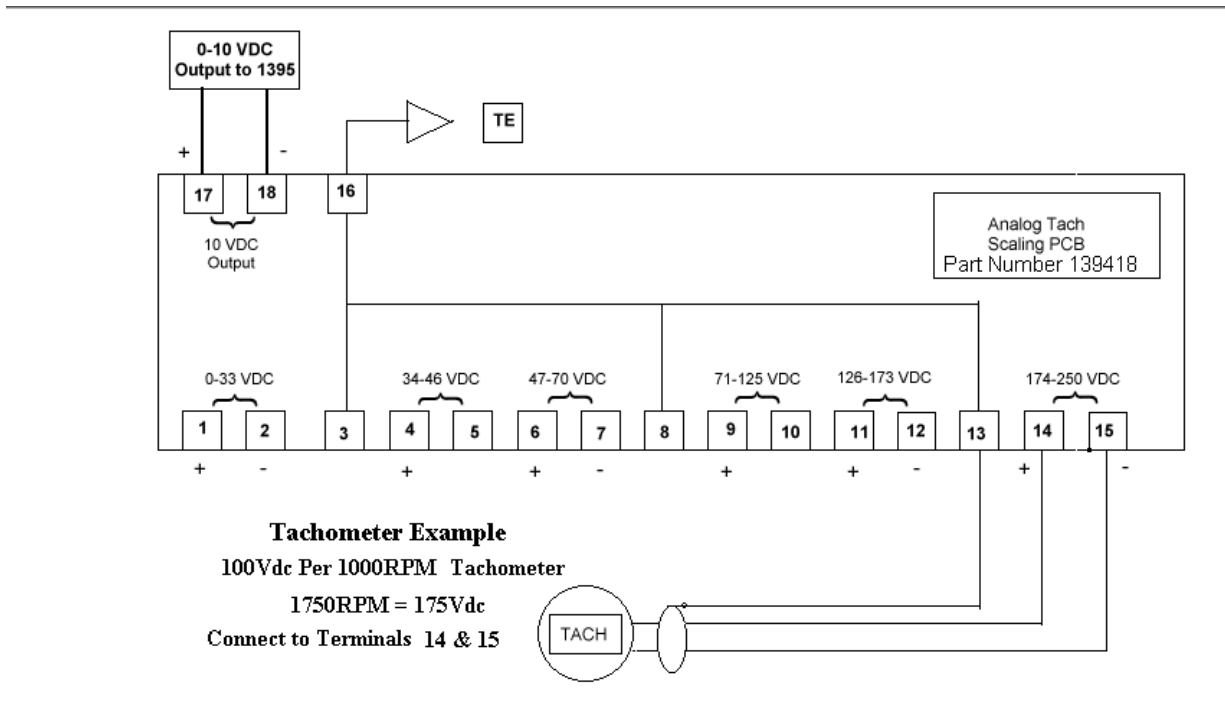 0-10 VDC
Output to 1395
TE
+ -
17 18 16
10 VDC
Output
Analog Tach
Scaling PCB
Part Number 139418
0-33 VDC 34-46 VDC 47-70 VDC 71-125 VDC 126-173 VDC 174-250 VDC
1 2 3 4 5 6 7 8 9 10 11 12 13 14 15
+ - + + - + + - + -
Tachometer Example
100Vdc Per 1000RPM Tachometer
1750RPM = 175Vdc
Connect to Terminals 14 & 15
TACH